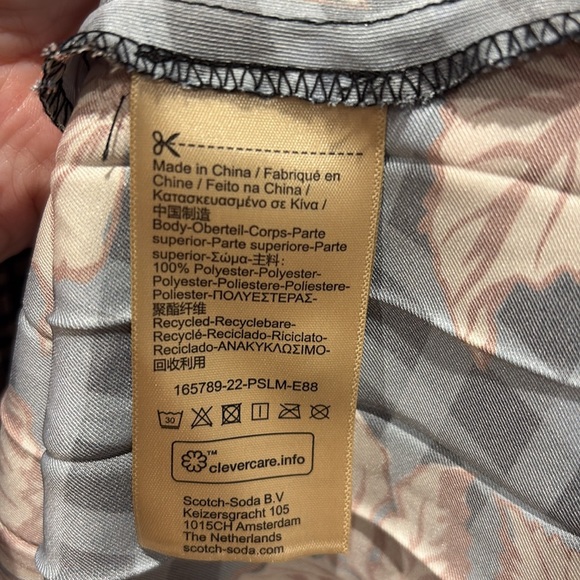 Made in China / Fabriqué en
Chine / Feito na China /
Κατασκευασμένο σε Κίνα /
中国制造
Body-Oberteil-Corps-Parte
superior-Parte superiore-Parte
superior-Σώμα-主料:
100% Polyester-Polyester-
Polyester-Poliestere-Poliestere-
Poliester-ΠΟΛΥΕΣΤΕΡΑΣ-
聚酯纤维
Recycled-Recyclebare-
Recyclé-Reciclado-Riciclato-
Reciclado-ΑΝΑΚΥΚΛΩΣΙΜΟ-
回收利用
165789-22-PSLM-E88
30
TM
clevercare.info
Scotch-Soda B.V
Keizersgracht 105
1015CH Amsterdam
The Netherlands
scotch-soda.com